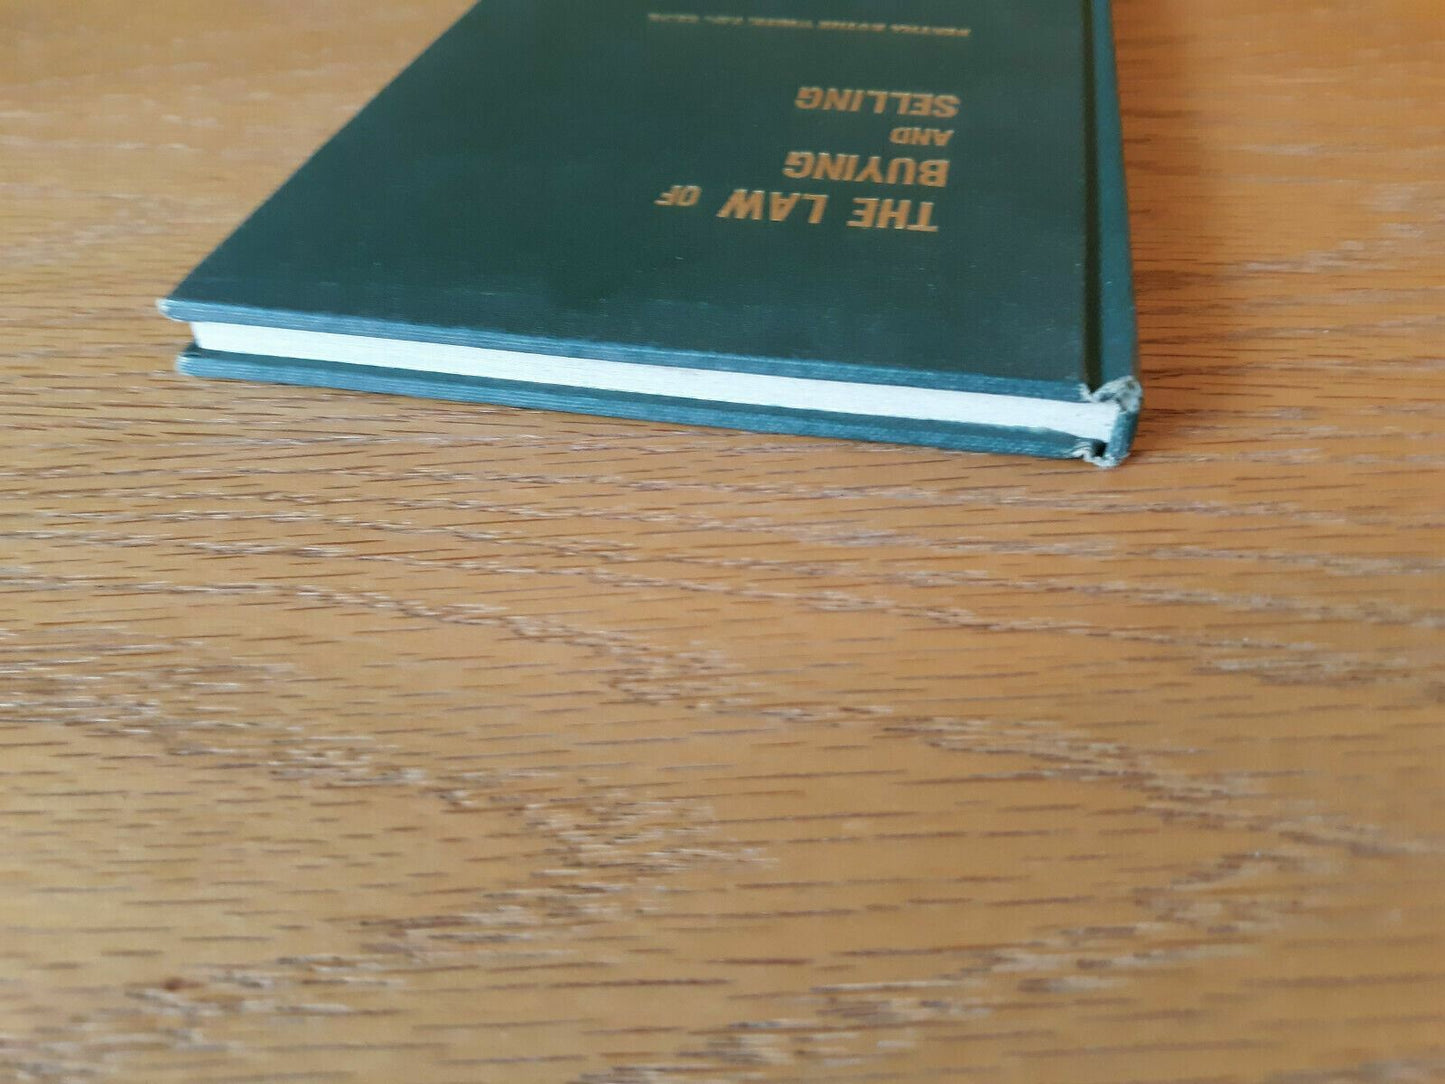 THE LAW OF
BUYING
AND
SELLING